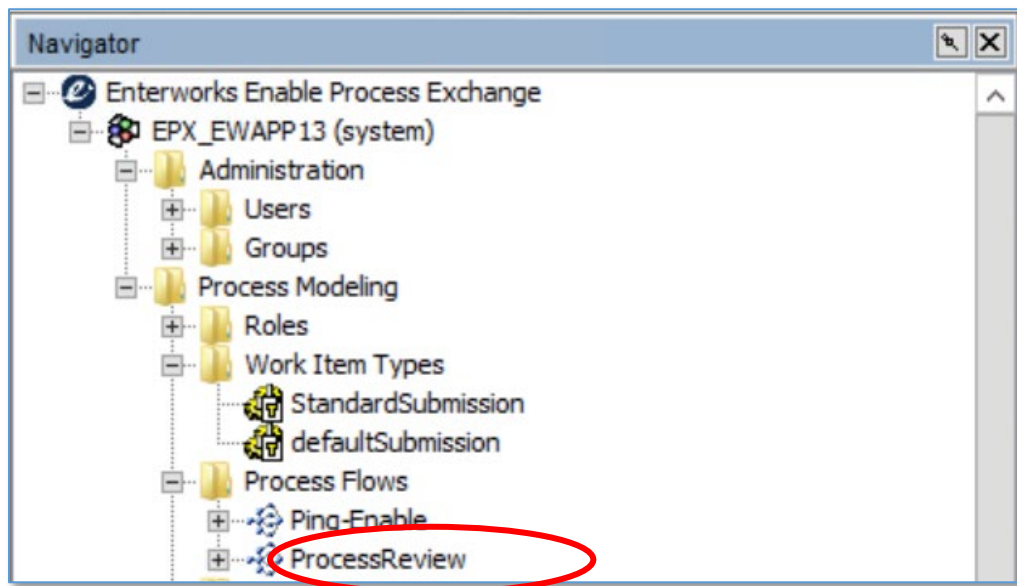 Navigator
Enterworks Enable Process Exchange
EPX_EWAPP13 (system)
Administration
Users
Groups
Process Modeling
Roles
Work Item Types
StandardSubmission
defaultSubmission
Process Flows
Ping-Enable
ProcessReview